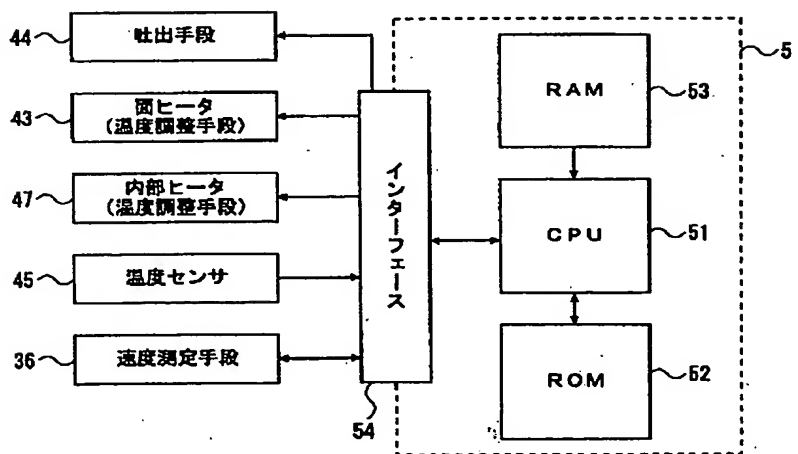 44
吐出手段
43
面ヒータ
(温度調整手段)
47
内部ヒータ
(温度調整手段)
45
温度センサ
36
速度測定手段
インターフェース
54
5
RAM
53
CPU
51
ROM
52